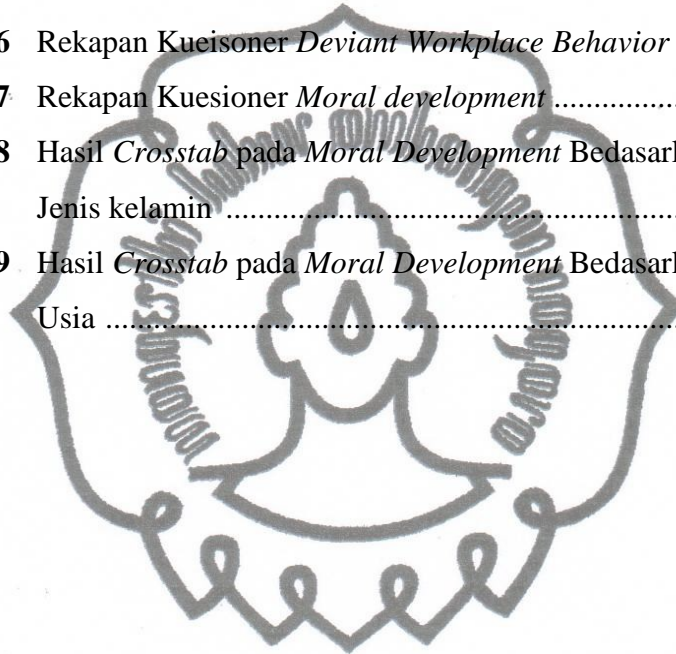 6 Rekapan Kueisoner Deviant Workplace Behavior
7 Rekapan Kuesioner Moral development ...................
8 Hasil Crosstab pada Moral Development Bedasark
Jenis kelamin ......................................................................
9 Hasil Crosstab pada Moral Development Bedasark
Usia ........................................................................................